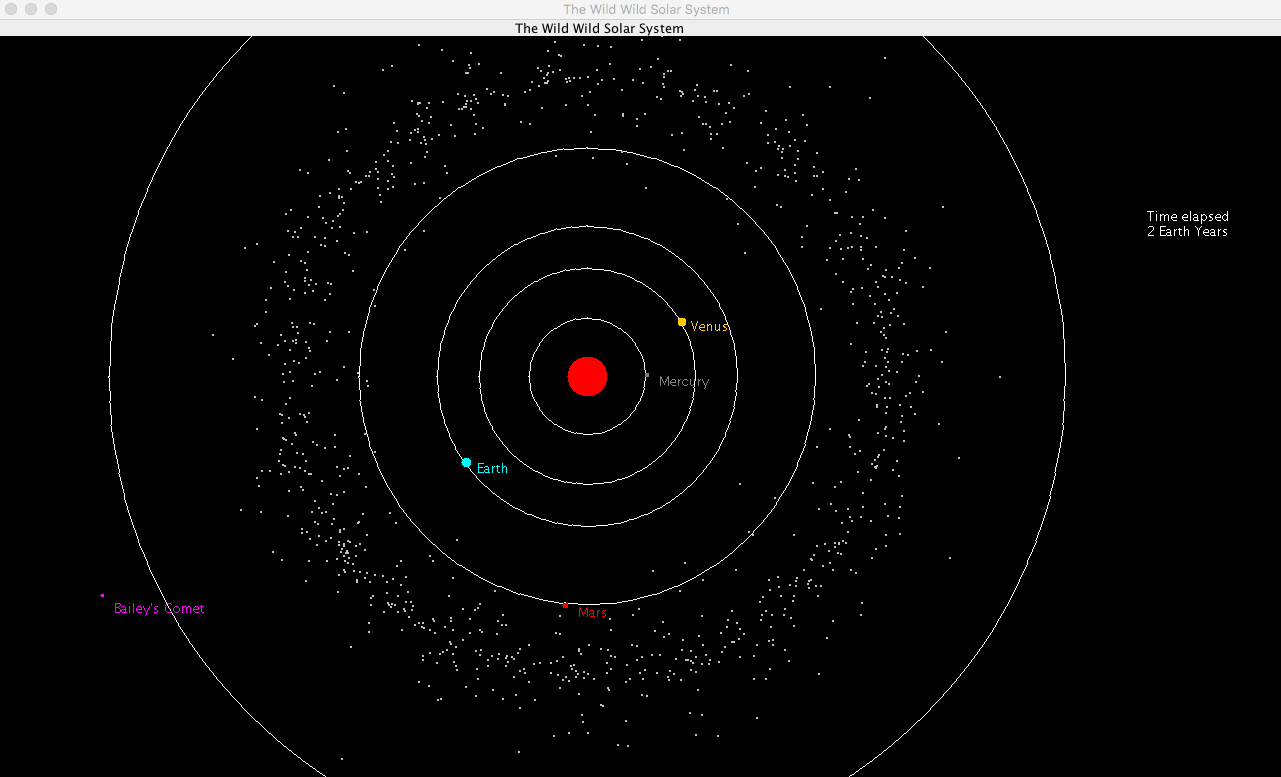 The Wild Wild Solar System
The Wild Wild Solar System
Time elapsed
2 Earth Years
Venus
Mercury
Earth
Bailey's Comet
Mars